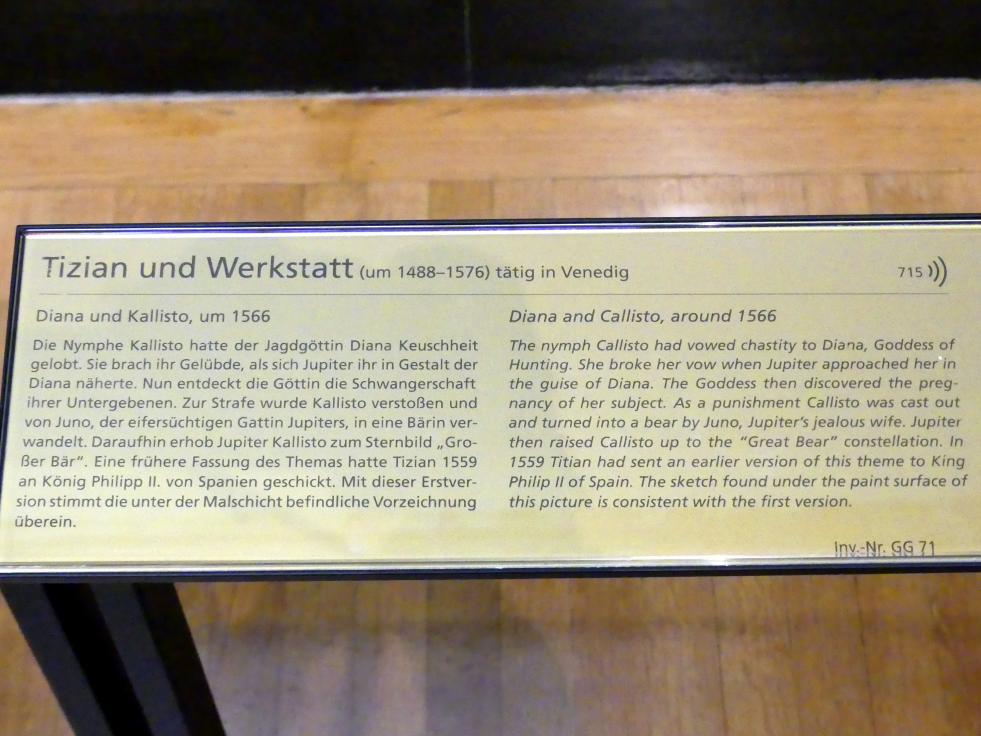 Tizian und Werkstatt (um 1488–1576) tätig in Venedig
715
Diana und Kallisto, um 1566
Die Nymphe Kallisto hatte der Jagdgöttin Diana Keuschheit
gelobt. Sie brach ihr Gelübde, als sich Jupiter ihr in Gestalt der
Diana näherte. Nun entdeckt die Göttin die Schwangerschaft
ihrer Untergebenen. Zur Strafe wurde Kallisto verstoßen und
von Juno, der eifersüchtigen Gattin Jupiters, in eine Bärin ver-
wandelt. Daraufhin erhob Jupiter Kallisto zum Sternbild „Gro-
ßer Bär“. Eine frühere Fassung des Themas hatte Tizian 1559
an König Philipp II. von Spanien geschickt. Mit dieser Erstver-
sion stimmt die unter der Malschicht befindliche Vorzeichnung
überein.
Diana and Callisto, around 1566
The nymph Callisto had vowed chastity to Diana, Goddess of
Hunting. She broke her vow when Jupiter approached her in
the guise of Diana. The Goddess then discovered the preg-
nancy of her subject. As a punishment Callisto was cast out
and turned into a bear by Juno, Jupiter's jealous wife. Jupiter
then raised Callisto up to the “Great Bear” constellation. In
1559 Titian had sent an earlier version of this theme to King
Philip II of Spain. The sketch found under the paint surface of
this picture is consistent with the first version.
Inv.-Nr. GG 71